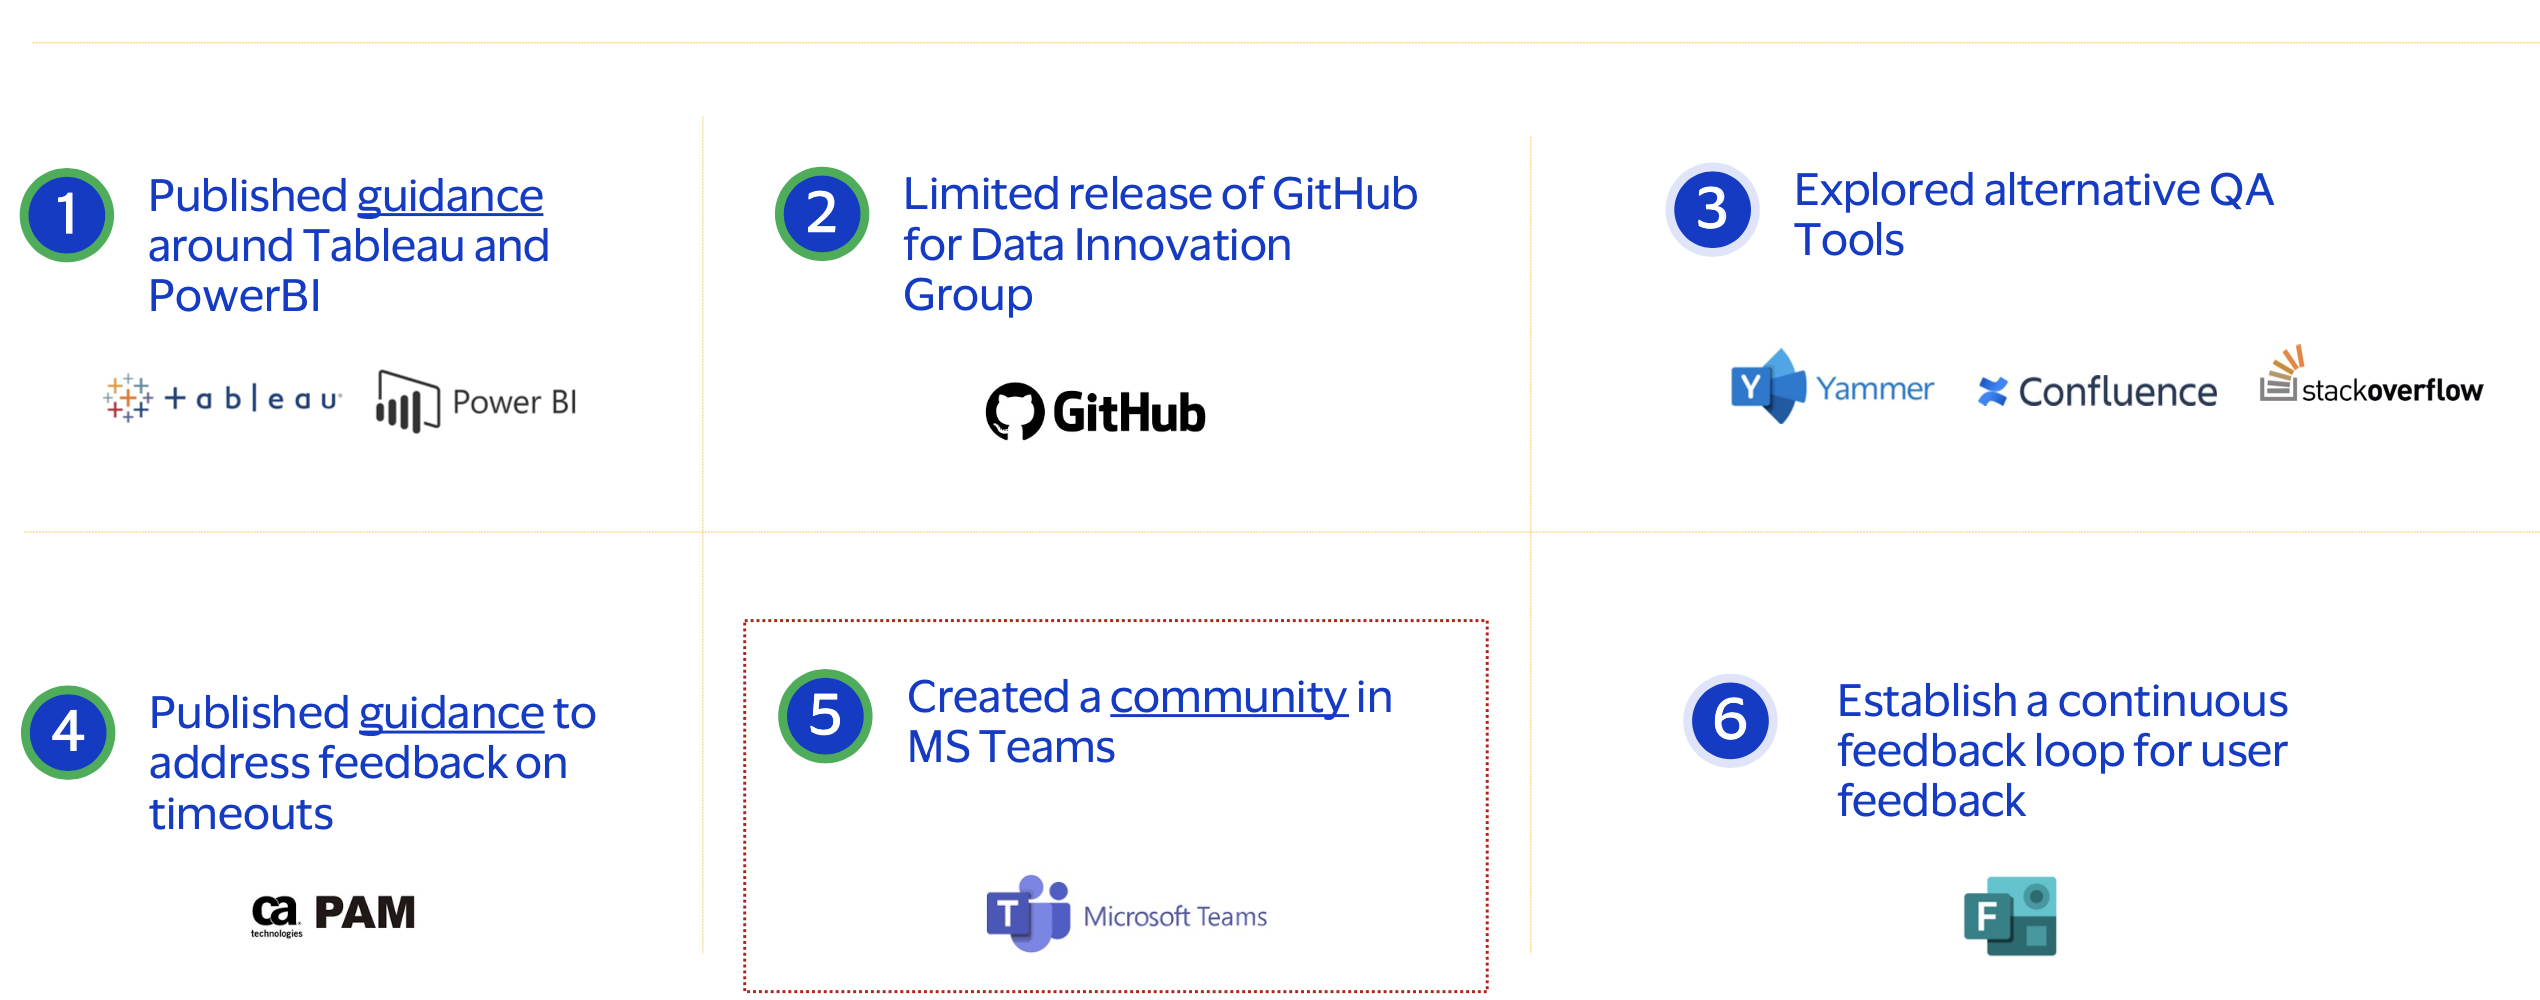 1
Published guidance
around Tableau and
PowerBI
+ableau
Power BI
2
Limited release of GitHub
for Data Innovation
Group
GitHub
3
Explored alternative QA
Tools
Y Yammer
Confluence
stackoverflow
4
Published guidance to
address feedback on
timeouts
ca PAM
technologies
5
Created a community in
MS Teams
T Microsoft Teams
6
Establish a continuous
feedback loop for user
feedback
F